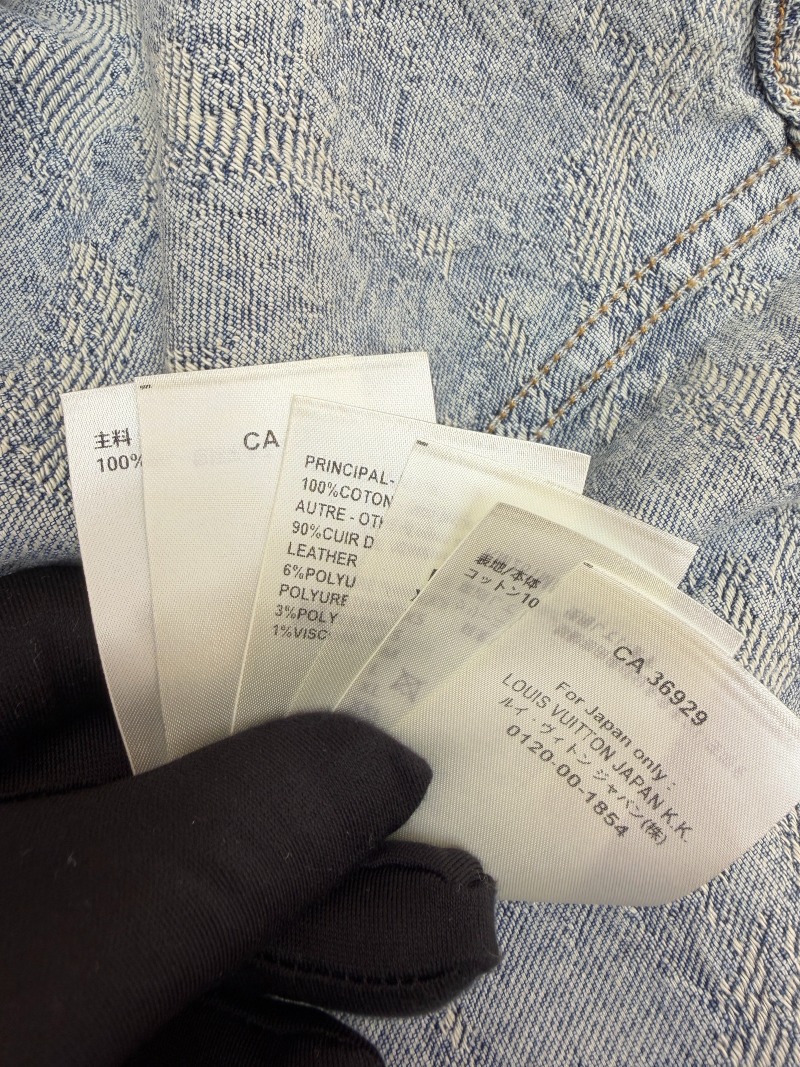 主料
100%
CA
PRINCIPAL-
100%COTON
AUTRE - OTH
90%CUIR D
LEATHER
6%POLYU
POLYURE
3%POLY
1%VISC
表地/本体
コットン10
CA 36929
For Japan only :
LOUIS VUITTON JAPAN K.K.
ルイ・ヴィトン ジャパン(株)
0120-00-1854